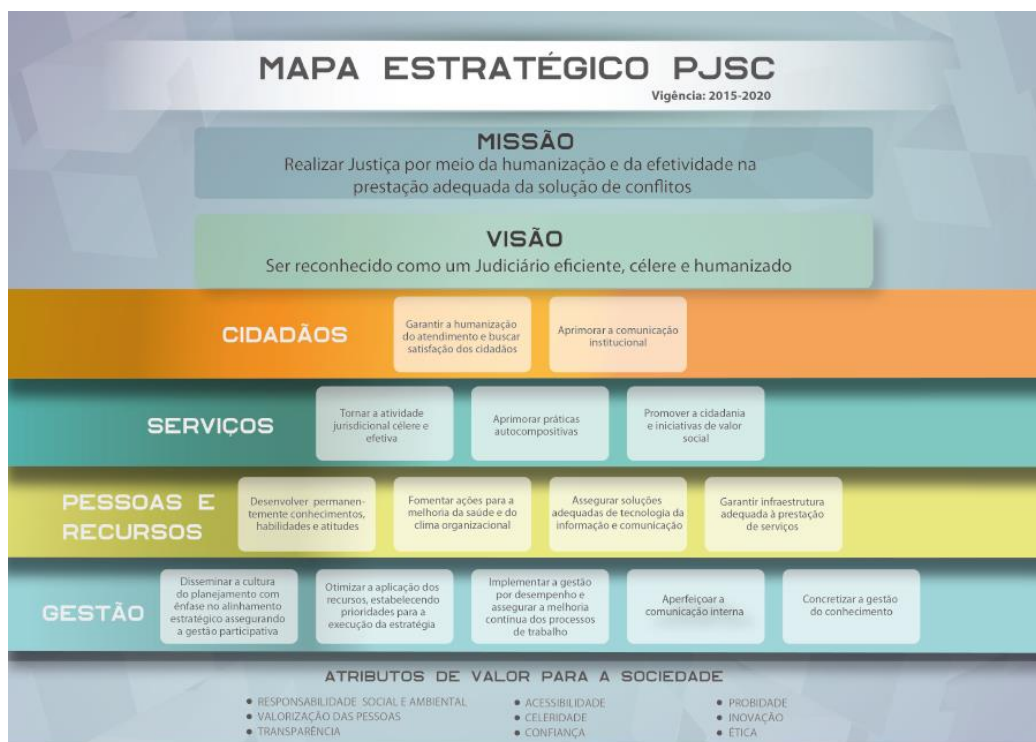 MAPA ESTRATÉGICO PJSC
Vigência: 2015-2020
MISSÃO
Realizar Justiça por meio da humanização e da efetividade na
prestação adequada da solução de conflitos
VISÃO
Ser reconhecido como um Judiciário eficiente, célere e humanizado
CIDADÃOS
Garantir a humanização
do atendimento e buscar
satisfação dos cidadãos
Aprimorar a comunicação
institucional
SERVIÇOS
Tornar a atividade
jurisdicional célere e
efetiva
Aprimorar práticas
autocompositivas
Promover a cidadania
e iniciativas de valor
social
PESSOAS E
RECURSOS
Desenvolver permanen-
temente conhecimentos,
habilidades e atitudes
Fomentar ações para a
melhoria da saúde e do
clima organizacional
Assegurar soluções
adequadas de tecnologia da
informação e comunicação
Garantir infraestrutura
adequada à prestação
de serviços
GESTÃO
Disseminar a cultura
do planejamento com
ênfase no alinhamento
estratégico assegurando
a gestão participativa
Otimizar a aplicação dos
recursos, estabelecendo
prioridades para a
execução da estratégia
Implementar a gestão
por desempenho e
assegurar a melhoria
contínua dos processos
de trabalho
Aperfeiçoar a
comunicação interna
Concretizar a gestão
do conhecimento
ATRIBUTOS DE VALOR PARA A SOCIEDADE
• RESPONSABILIDADE SOCIAL E AMBIENTAL
• VALORIZAÇÃO DAS PESSOAS
• TRANSPARÊNCIA
• ACESSIBILIDADE
• CELERIDADE
• CONFIANÇA
• PROBIDADE
• INOVAÇÃO
• ÉTICA